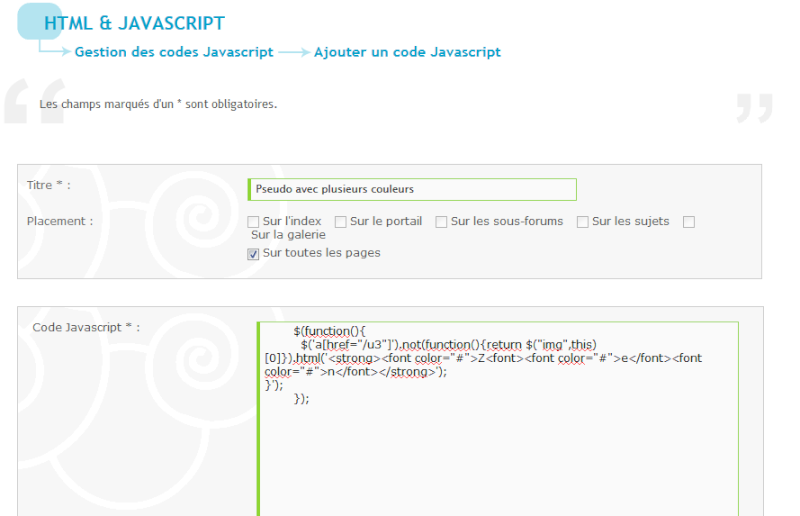 HTML & JAVASCRIPT
Gestion des codes Javascript Ajouter un code Javascript
Les champs marqués d'un * sont obligatoires.
Titre * :
Pseudo avec plusieurs couleurs
Placement :
Sur l'index Sur le portail Sur les sous-forums Sur les sujets
Sur la galerie
Sur toutes les pages
Code Javascript * :
$(function(){
$('a[href="/u3"]').not(function(){return $("img",this)
[0]}).html('<strong><font color="#">Z<font><font color="#">e</font><font
color="#">n</font></strong>');
}');
});